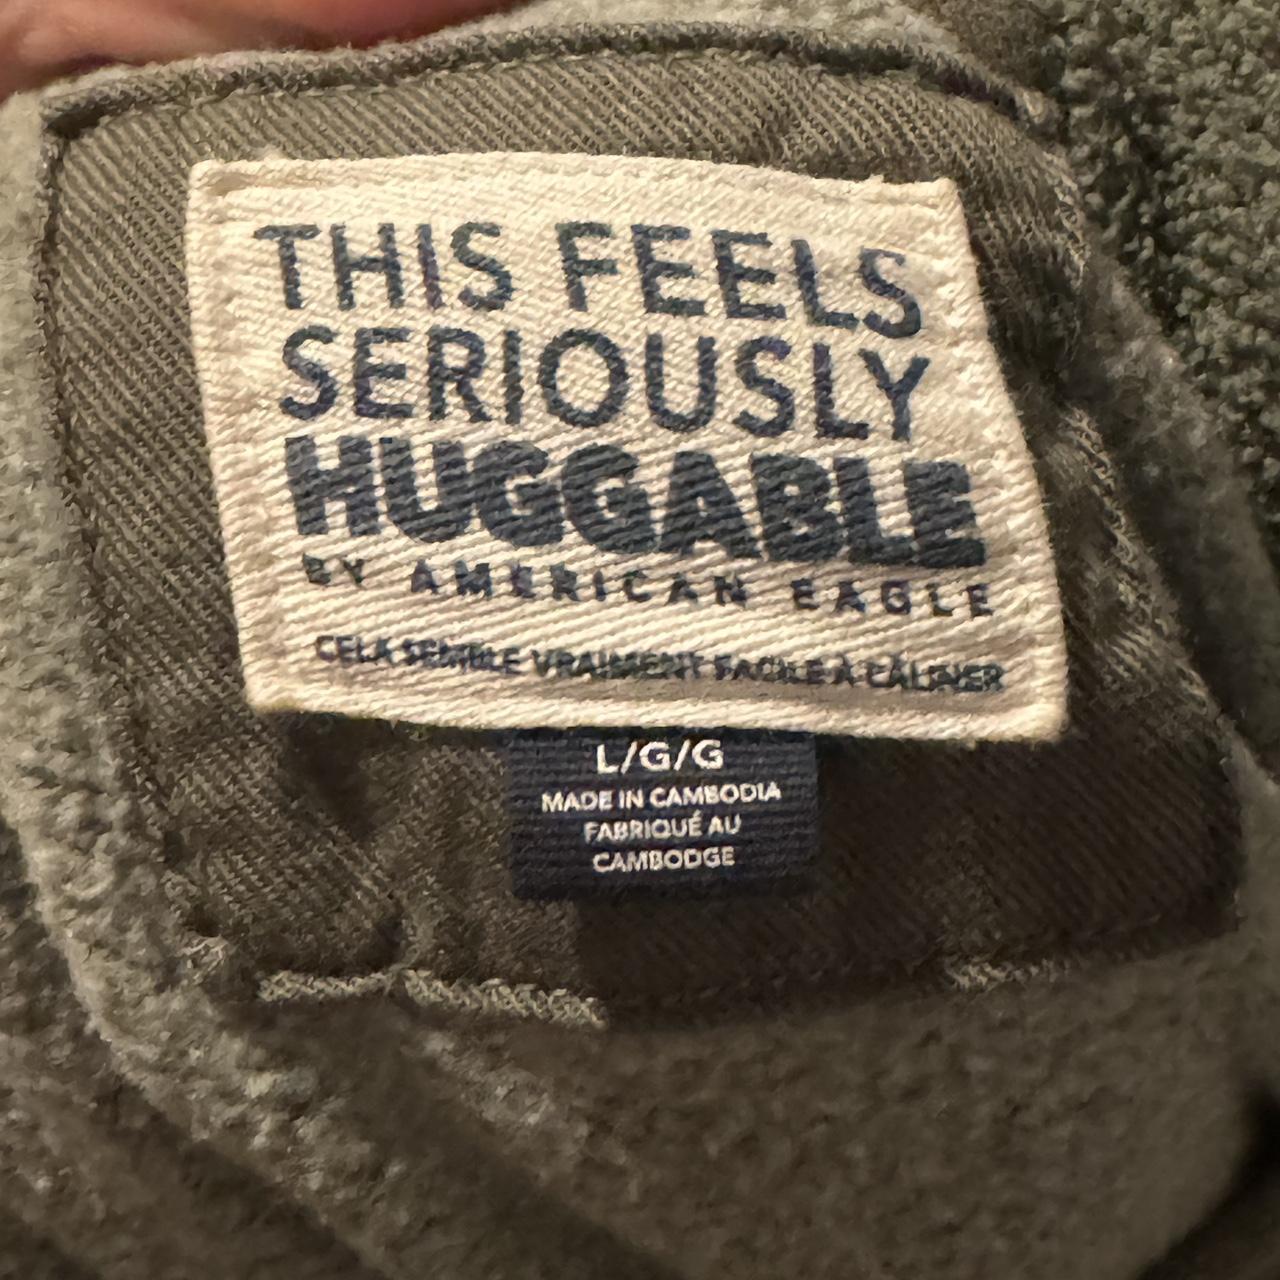 THIS FEELS
SERIOUSLY
HUGGABLE
BY AMERICAN EAGLE
CELA SEMBLE VRAIMENT FACILE À CÂLINER
L/G/G
MADE IN CAMBODIA
FABRIQUÉ AU
CAMBODGE